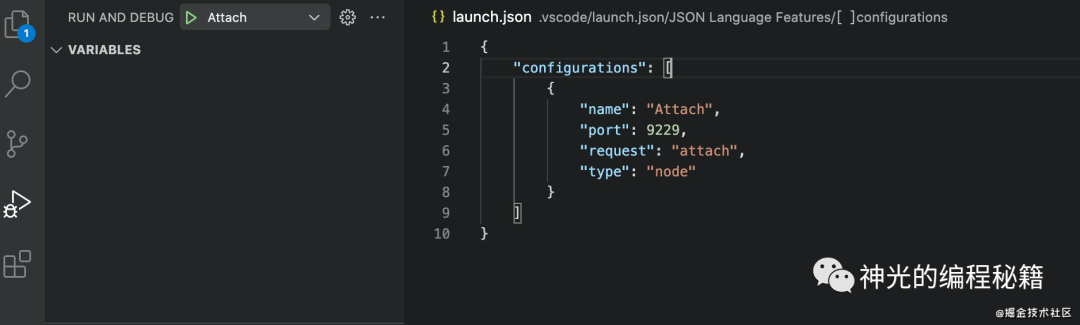 RUN AND DEBUG Attach ...
launch.json .vscode/launch.json/JSON Language Features/[ ]configurations
1
VARIABLES
1 {
2 "configurations": [
3 {
4 "name": "Attach",
5 "port": 9229,
6 "request": "attach",
7 "type": "node"
8 }
9 ]
10 }
神光的编程秘籍
@掘金技术社区